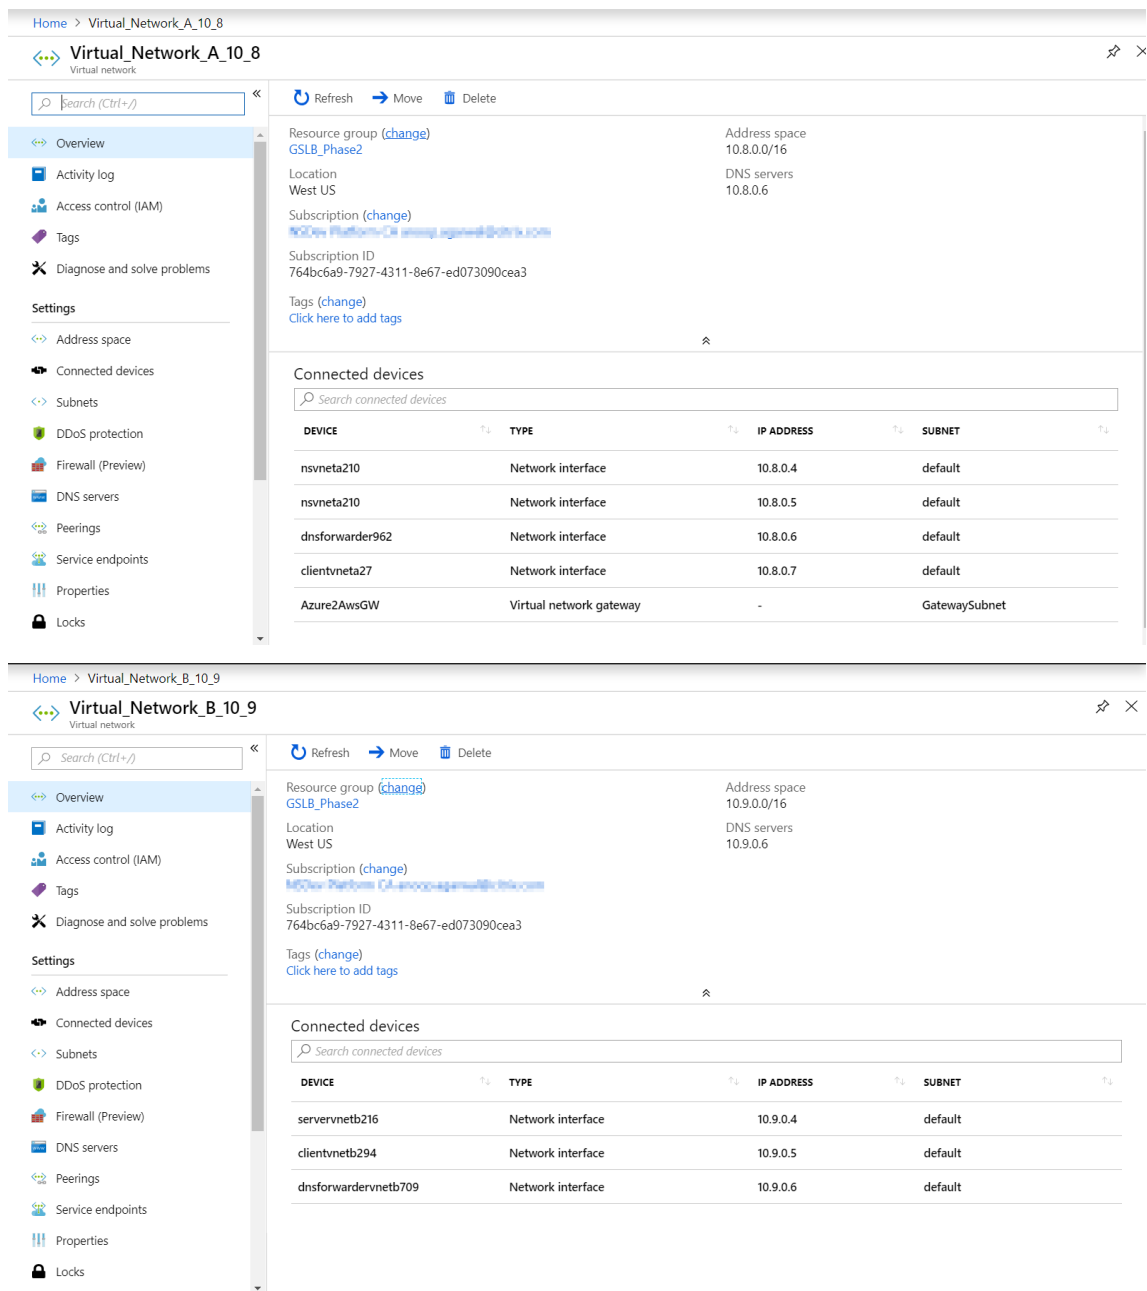 Home > Virtual_Network_A_10_8
Virtual_Network_A_10_8
Virtual network
Search (Ctrl+/)
«
Refresh Move Delete
Overview
Activity log
Access control (IAM)
Tags
Diagnose and solve problems
Settings
Address space
Connected devices
Subnets
DDoS protection
Firewall (Preview)
DNS servers
Peerings
Service endpoints
Properties
Locks
Resource group (change)
GSLB_Phase2
Location
West US
Subscription (change)
Subscription ID
764bc6a9-7927-4311-8e67-ed073090cea3
Tags (change)
Click here to add tags
Address space
10.8.0.0/16
DNS servers
10.8.0.6
Connected devices
Search connected devices
DEVICE TYPE IP ADDRESS SUBNET
nsvneta210 Network interface 10.8.0.4 default
nsvneta210 Network interface 10.8.0.5 default
dnsforwarder962 Network interface 10.8.0.6 default
clientvneta27 Network interface 10.8.0.7 default
Azure2AwsGW Virtual network gateway - GatewaySubnet
Home > Virtual_Network_B_10_9
Virtual_Network_B_10_9
Virtual network
Search (Ctrl+/)
«
Refresh Move Delete
Overview
Activity log
Access control (IAM)
Tags
Diagnose and solve problems
Settings
Address space
Connected devices
Subnets
DDoS protection
Firewall (Preview)
DNS servers
Peerings
Service endpoints
Properties
Locks
Resource group (change)
GSLB_Phase2
Location
West US
Subscription (change)
Subscription ID
764bc6a9-7927-4311-8e67-ed073090cea3
Tags (change)
Click here to add tags
Address space
10.9.0.0/16
DNS servers
10.9.0.6
Connected devices
Search connected devices
DEVICE TYPE IP ADDRESS SUBNET
servervnetb216 Network interface 10.9.0.4 default
clientvnetb294 Network interface 10.9.0.5 default
dnsforwardervnetb709 Network interface 10.9.0.6 default